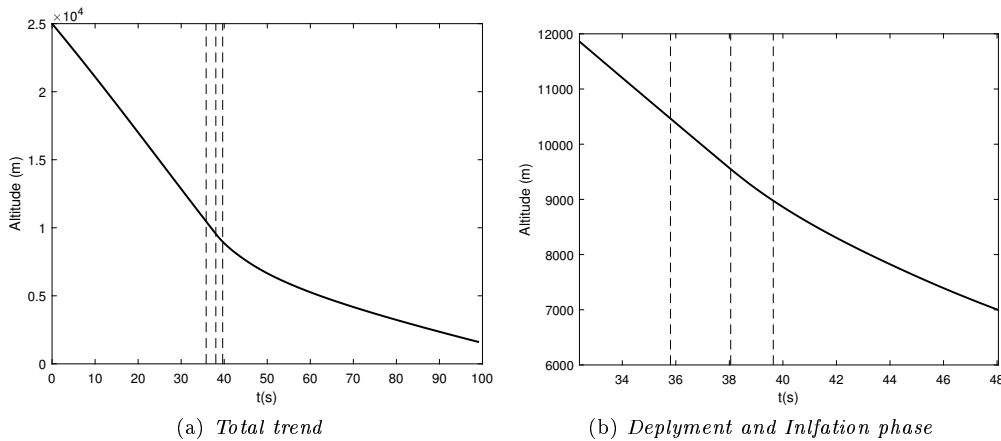 ×10⁴
2.5
2
1.5
1
0.5
0
0 10 20 30 40 50 60 70 80 90 100
Altitude (m)
t(s)
(a) Total trend
12000
11000
10000
9000
8000
7000
6000
34 36 38 40 42 44 46 48
Altitude (m)
t(s)
(b) Deplyment and Inlfation phase